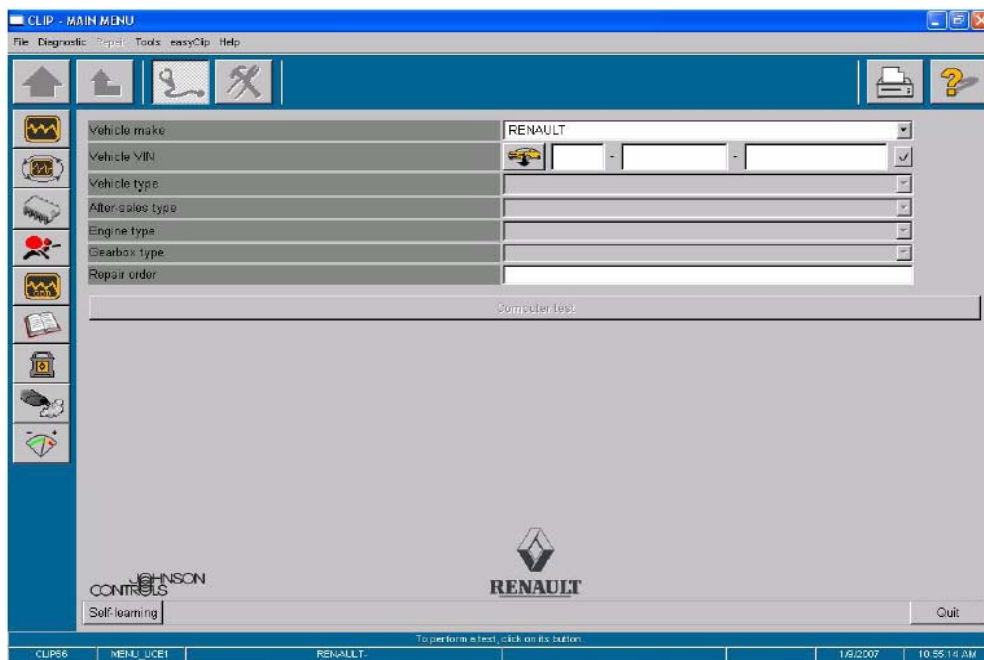 CLIP - MAIN MENU
File Diagnostic Repair Tools easyClip Help
Vehicle make RENAULT
Vehicle VIN - -
Vehicle type
After-sales type
Engine type
Gearbox type
Repair order
Computer test
JOHNSON
CONTROLS
RENAULT
Self-learning Quit
To perform a test, click on its button.
MENU_UCE1 RENAULT- 1/9/2007 10:55:14 AM